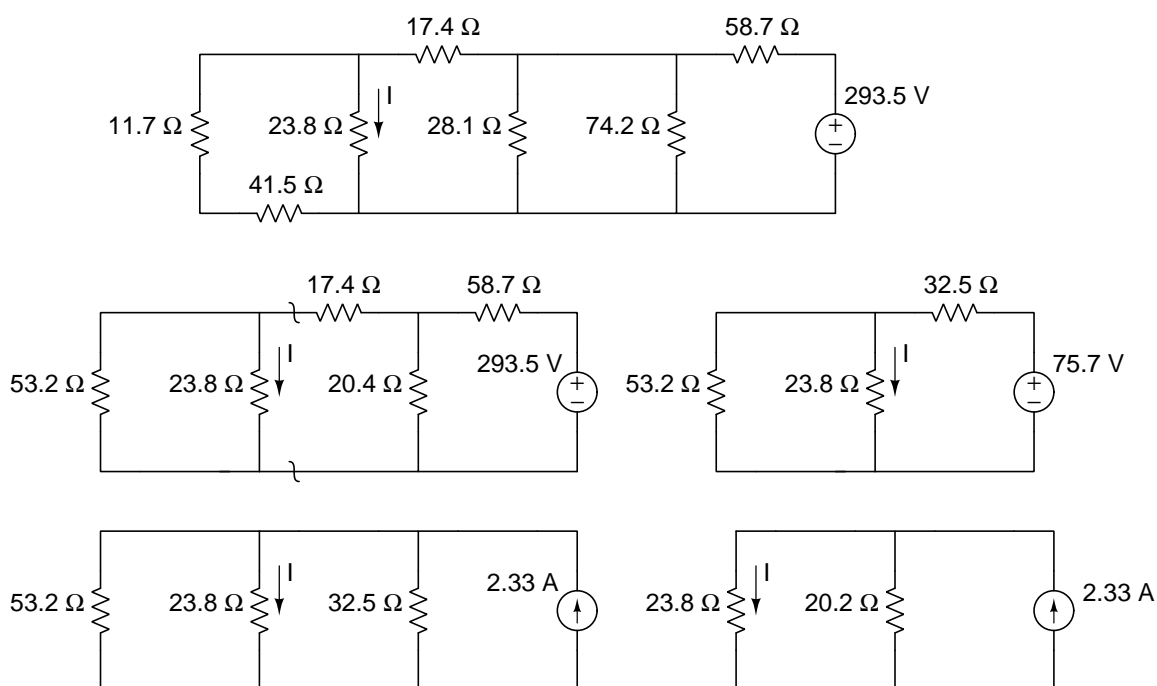 17.4 Ω 58.7 Ω
293.5 V
I
11.7 Ω 23.8 Ω 28.1 Ω 74.2 Ω
+
−
41.5 Ω
17.4 Ω 58.7 Ω 32.5 Ω
I 293.5 V I 75.7 V
53.2 Ω 23.8 Ω 20.4 Ω + 53.2 Ω 23.8 Ω +
− −
I 2.33 A I 2.33 A
53.2 Ω 23.8 Ω 32.5 Ω 23.8 Ω 20.2 Ω